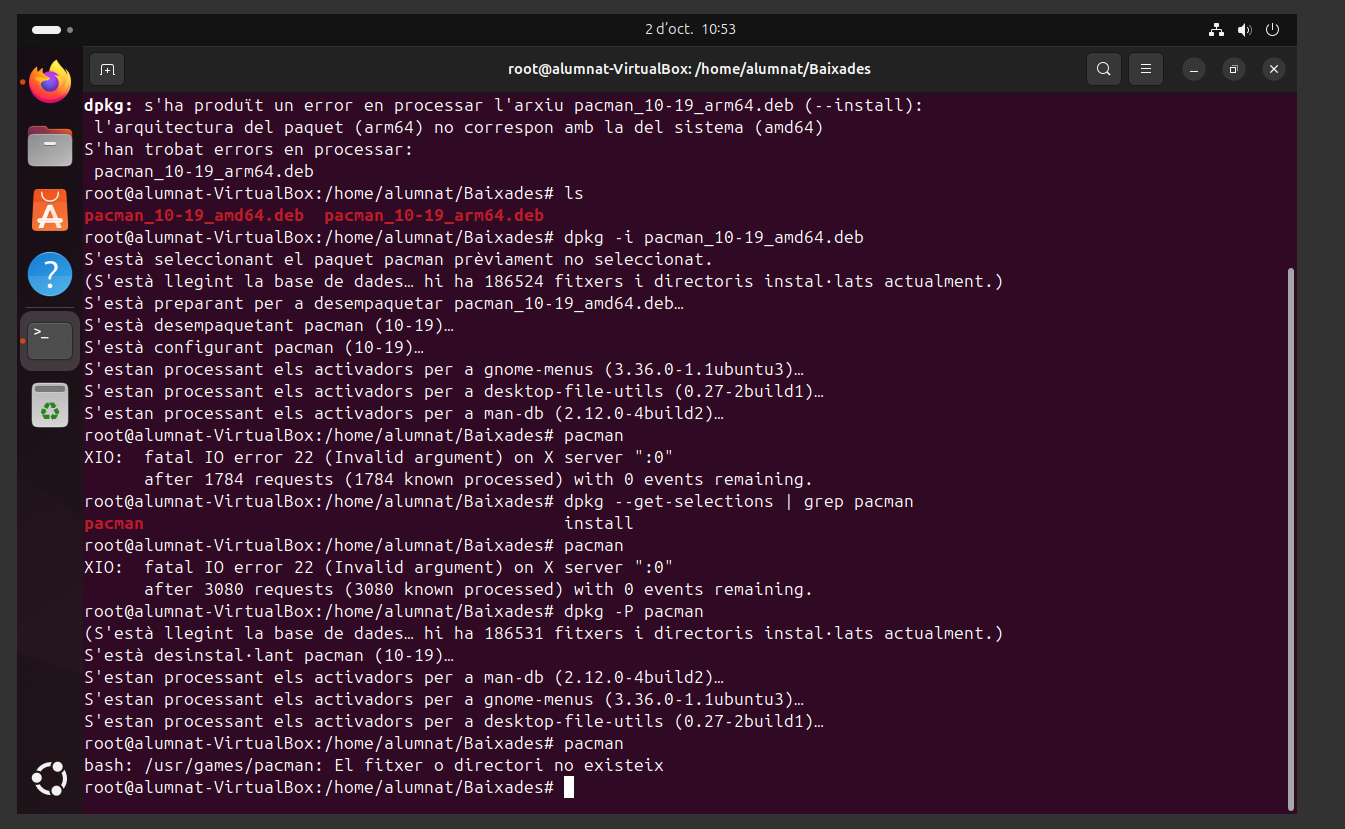 2 d'oct. 10:53
root@alumnat-VirtualBox: /home/alumnat/Baixades
dpkg: s'ha produït un error en processar l'arxiu pacman_10-19_arm64.deb (--install):
 l'arquitectura del paquet (arm64) no correspon amb la del sistema (amd64)
S'han trobat errors en processar:
 pacman_10-19_arm64.deb
root@alumnat-VirtualBox:/home/alumnat/Baixades# ls
pacman_10-19_amd64.deb  pacman_10-19_arm64.deb
root@alumnat-VirtualBox:/home/alumnat/Baixades# dpkg -i pacman_10-19_amd64.deb
S'està seleccionant el paquet pacman prèviament no seleccionat.
(S'està llegint la base de dades… hi ha 186524 fitxers i directoris instal·lats actualment.)
S'està preparant per a desempaquetar pacman_10-19_amd64.deb…
S'està desempaquetant pacman (10-19)…
S'està configurant pacman (10-19)…
S'estan processant els activadors per a gnome-menus (3.36.0-1.1ubuntu3)…
S'estan processant els activadors per a desktop-file-utils (0.27-2build1)…
S'estan processant els activadors per a man-db (2.12.0-4build2)…
root@alumnat-VirtualBox:/home/alumnat/Baixades# pacman
XIO:  fatal IO error 22 (Invalid argument) on X server ":0"
      after 1784 requests (1784 known processed) with 0 events remaining.
root@alumnat-VirtualBox:/home/alumnat/Baixades# dpkg --get-selections | grep pacman
pacman                                          install
root@alumnat-VirtualBox:/home/alumnat/Baixades# pacman
XIO:  fatal IO error 22 (Invalid argument) on X server ":0"
      after 3080 requests (3080 known processed) with 0 events remaining.
root@alumnat-VirtualBox:/home/alumnat/Baixades# dpkg -P pacman
(S'està llegint la base de dades… hi ha 186531 fitxers i directoris instal·lats actualment.)
S'està desinstal·lant pacman (10-19)…
S'estan processant els activadors per a man-db (2.12.0-4build2)…
S'estan processant els activadors per a gnome-menus (3.36.0-1.1ubuntu3)…
S'estan processant els activadors per a desktop-file-utils (0.27-2build1)…
root@alumnat-VirtualBox:/home/alumnat/Baixades# pacman
bash: /usr/games/pacman: El fitxer o directori no existeix
root@alumnat-VirtualBox:/home/alumnat/Baixades#